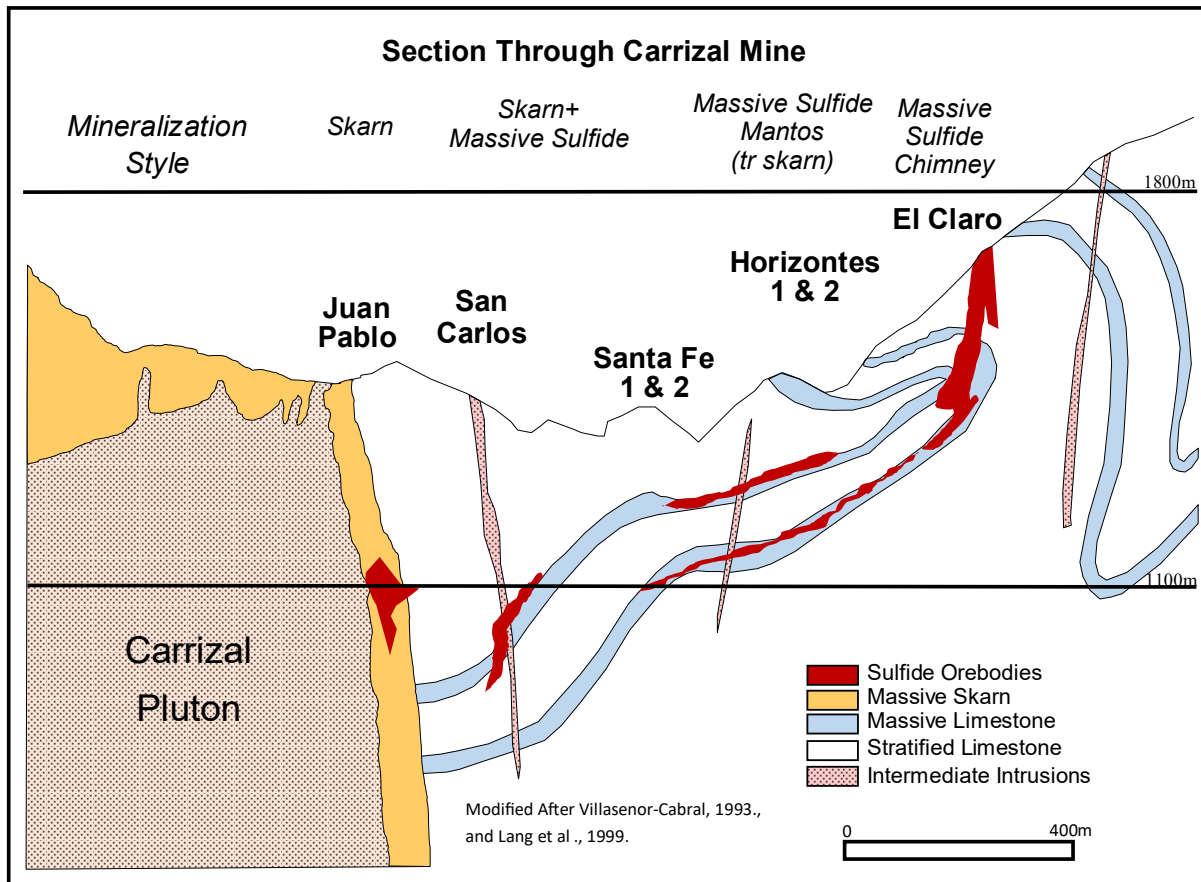 Section Through Carrizal Mine
Mineralization
Style
Skarn
Skarn+
Massive Sulfide
Massive Sulfide
Mantos
(tr skarn)
Massive
Sulfide
Chimney
1800m
El Claro
Horizontes
1 & 2
Juan
Pablo
San
Carlos
Santa Fe
1 & 2
1100m
Carrizal
Pluton
Sulfide Orebodies
Massive Skarn
Massive Limestone
Stratified Limestone
Intermediate Intrusions
Modified After Villasenor-Cabral, 1993.,
and Lang et al ., 1999.
0
400m